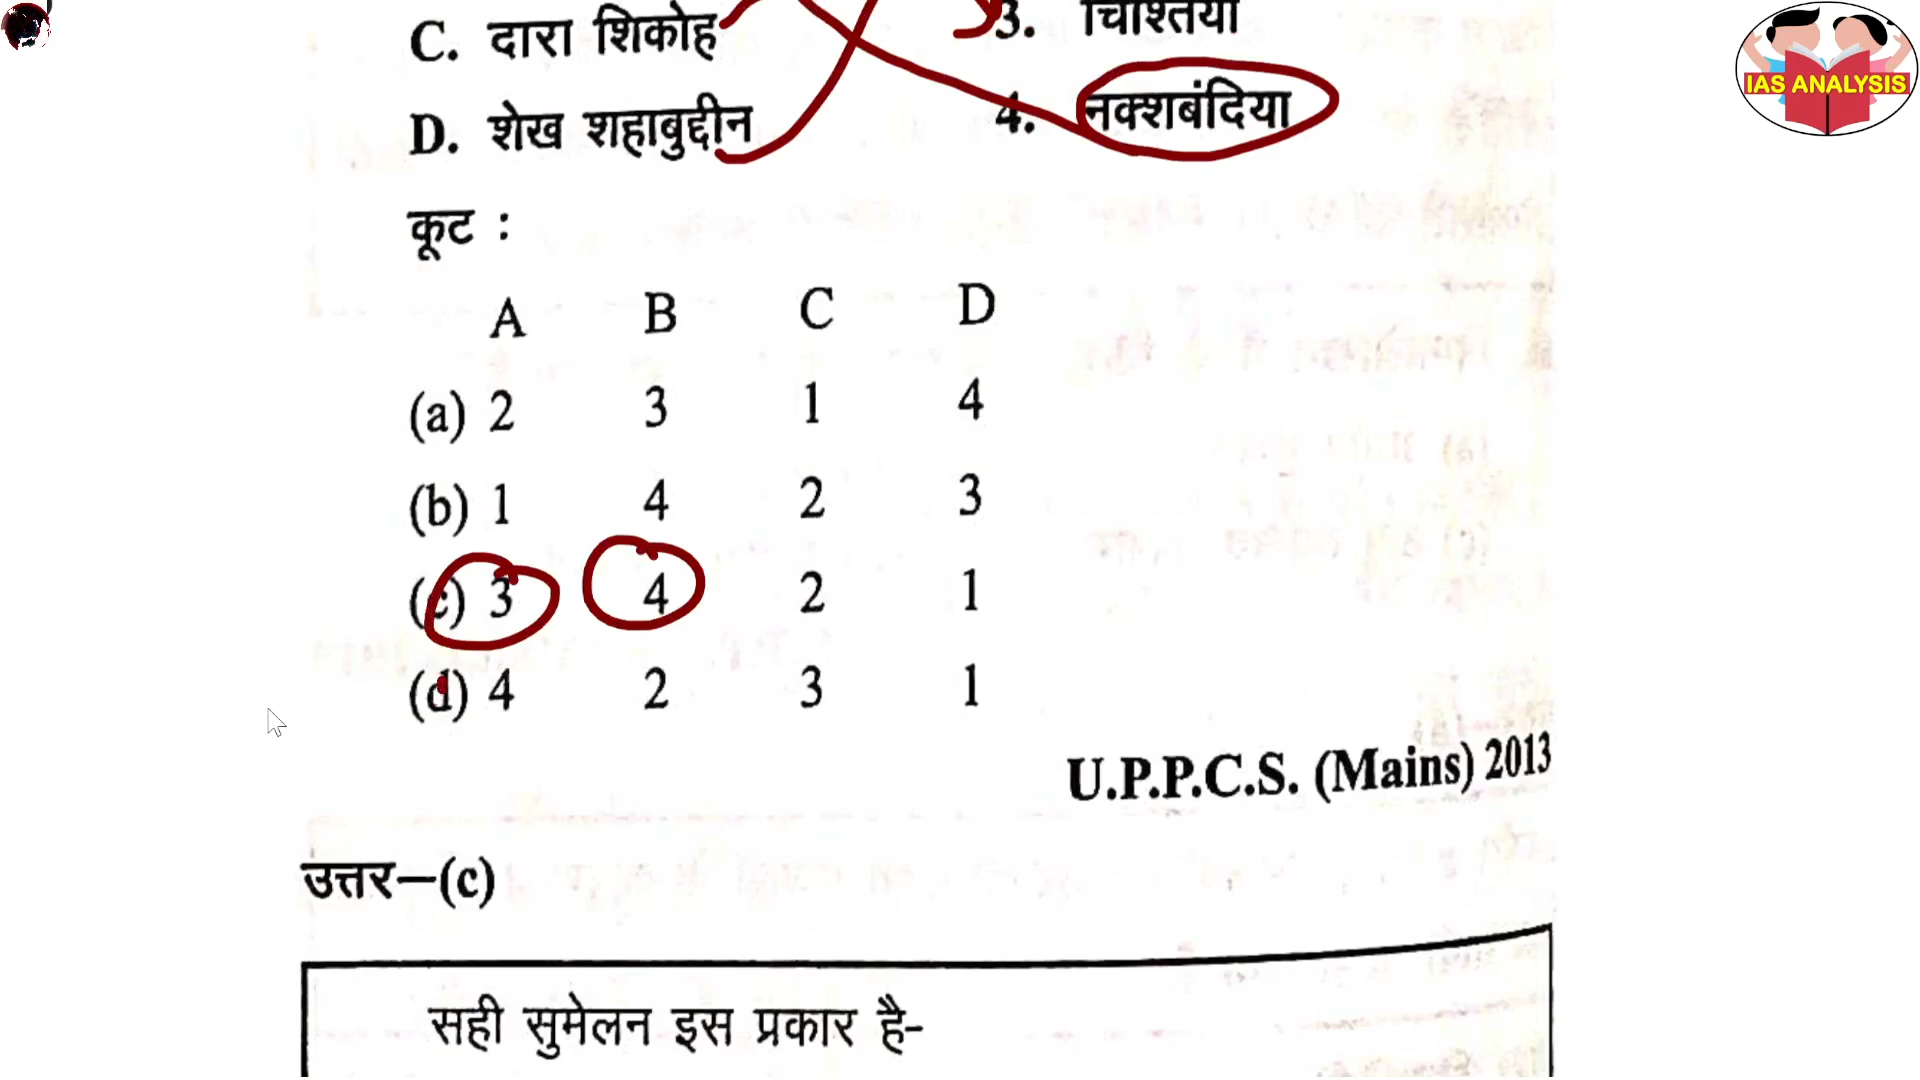 C. दारा शिकोह 3. चिश्तिया
D. शेख शहाबुद्दीन 4. नक्शबंदिया
कूट :
A B C D
(a) 2 3 1 4
(b) 1 4 2 3
(c) 3 4 2 1
(d) 4 2 3 1
U.P.P.C.S. (Mains) 2013
उत्तर–(c)
सही सुमेलन इस प्रकार है-
IAS ANALYSIS